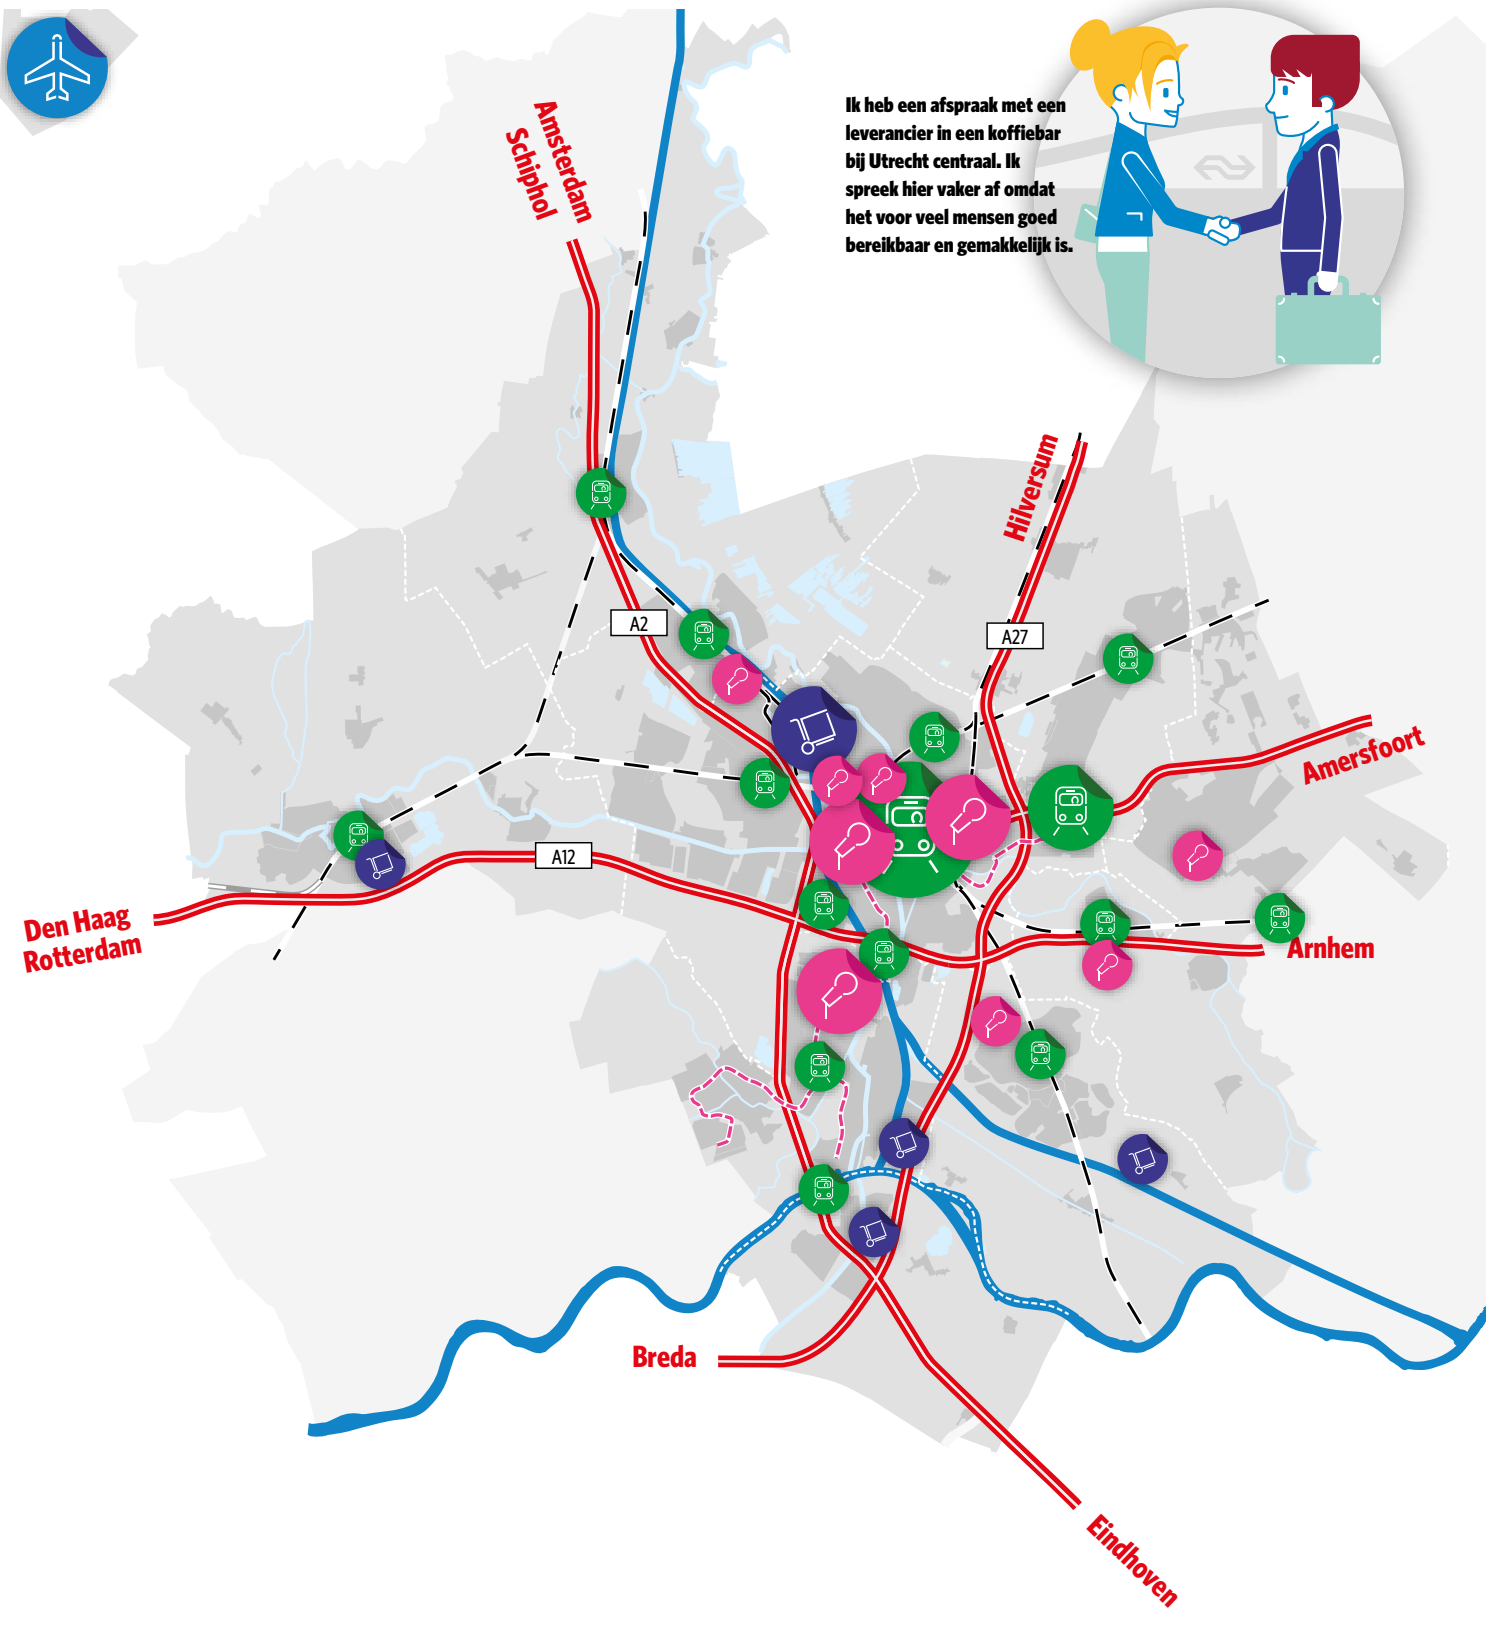 Ik heb een afspraak met een
leverancier in een koffiebar
bij Utrecht centraal. Ik
spreek hier vaker af omdat
het voor veel mensen goed
bereikbaar en gemakkelijk is.
Amsterdam
Schiphol
Hilversum
A2
A27
Amersfoort
A12
Den Haag
Rotterdam
Arnhem
Breda
Eindhoven